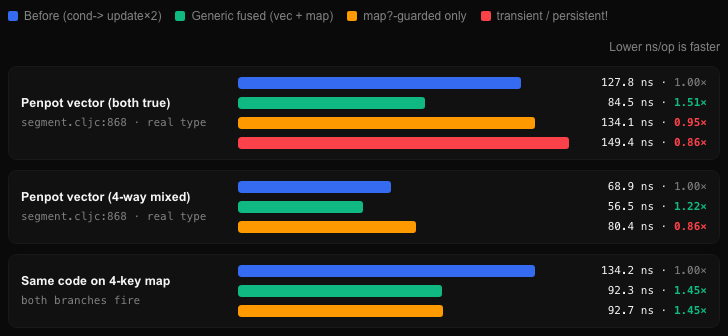 Before (cond-> update×2) Generic fused (vec + map) map?-guarded only transient / persistent!
Lower ns/op is faster
Penpot vector (both true)
segment.cljc:868 · real type
127.8 ns · 1.00×
84.5 ns · 1.51×
134.1 ns · 0.95×
149.4 ns · 0.86×
Penpot vector (4-way mixed)
segment.cljc:868 · real type
68.9 ns · 1.00×
56.5 ns · 1.22×
80.4 ns · 0.86×
Same code on 4-key map
both branches fire
134.2 ns · 1.00×
92.3 ns · 1.45×
92.7 ns · 1.45×